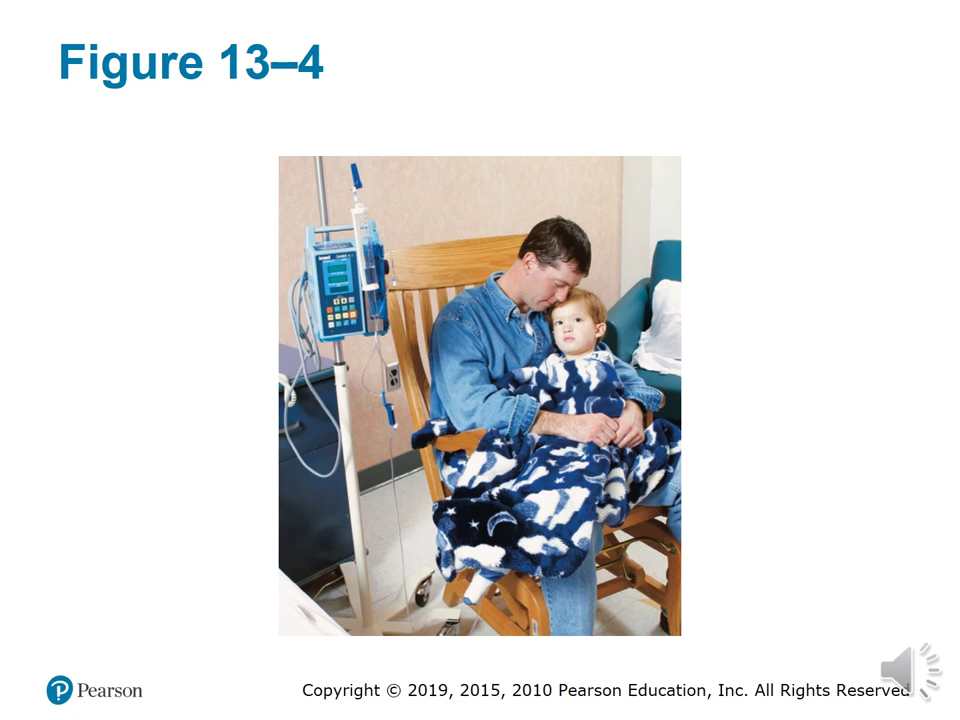 Figure 13–4
Pearson
Copyright © 2019, 2015, 2010 Pearson Education, Inc. All Rights Reserved